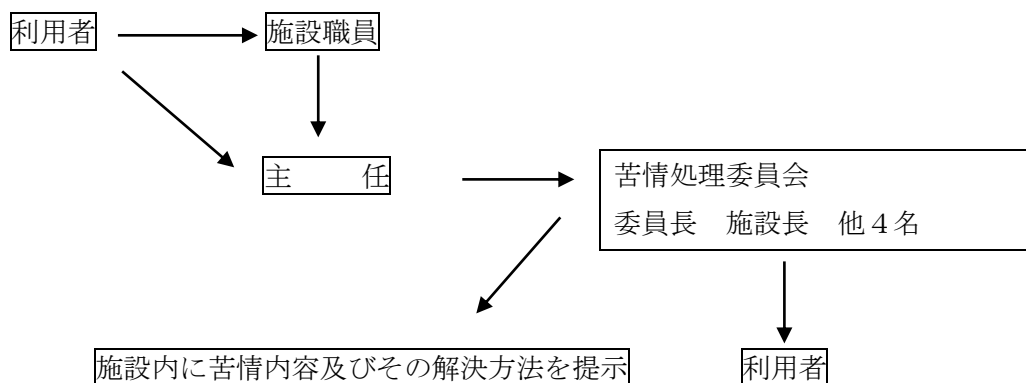 利用者
施設職員
主　　任
苦情処理委員会
委員長　施設長　他４名
施設内に苦情内容及びその解決方法を提示
利用者